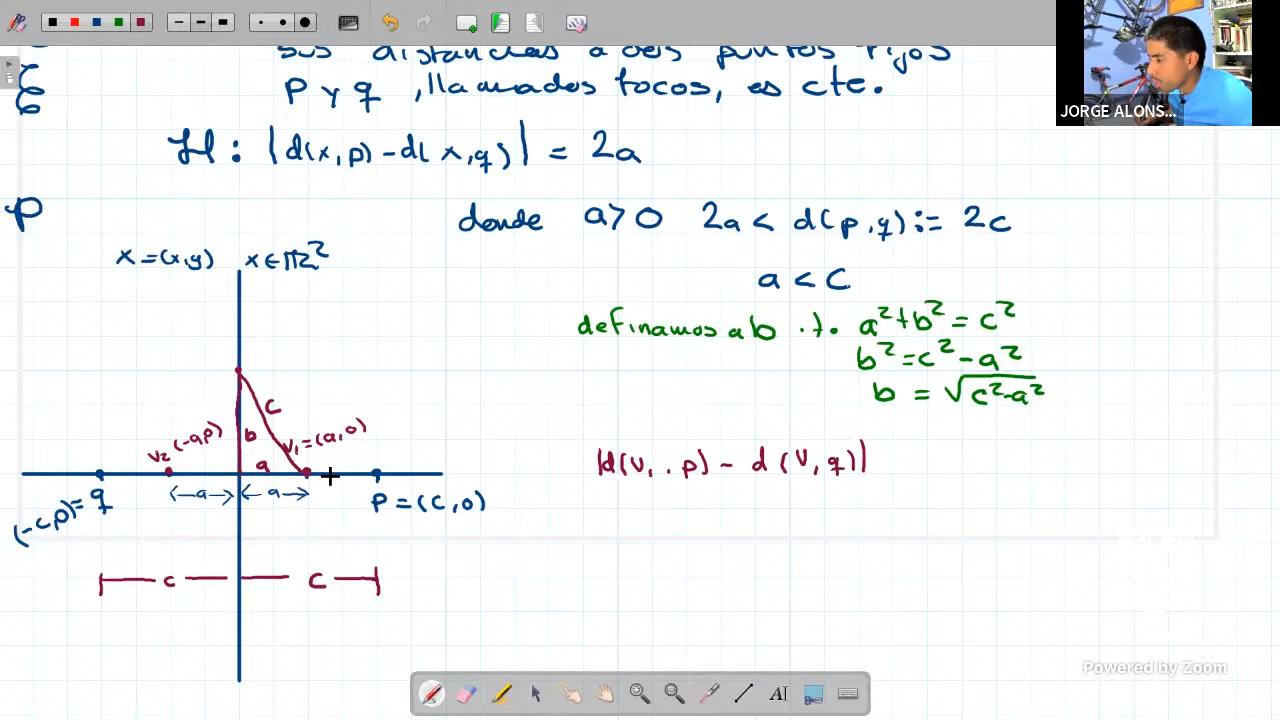 sus distancias a dos puntos fijos
P y q , llamados focos, es cte.
H : |d(x,p) - d(x,q)| = 2a
P
donde a>0 2a < d(p,q) := 2c
x=(x,y) x∈ℝ²
a < c
definamos a b .t. a²+b² = c²
b² = c² - a²
b = √c²-a²
c
V₂ (-a,0) b V₁=(a,0)
a
|d(V₁ . p) - d(V, q)|
←a→ ←a→
(-c,0)= q P=(c,0)
c c
JORGE ALONS...
Powered by Zoom
AI